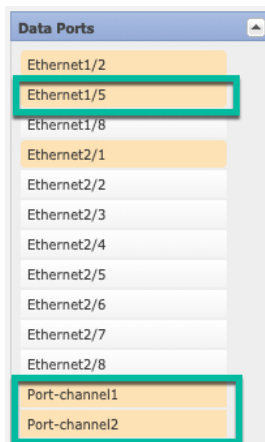 Data Ports
Ethernet1/2
Ethernet1/5
Ethernet1/8
Ethernet2/1
Ethernet2/2
Ethernet2/3
Ethernet2/4
Ethernet2/5
Ethernet2/6
Ethernet2/7
Ethernet2/8
Port-channel1
Port-channel2